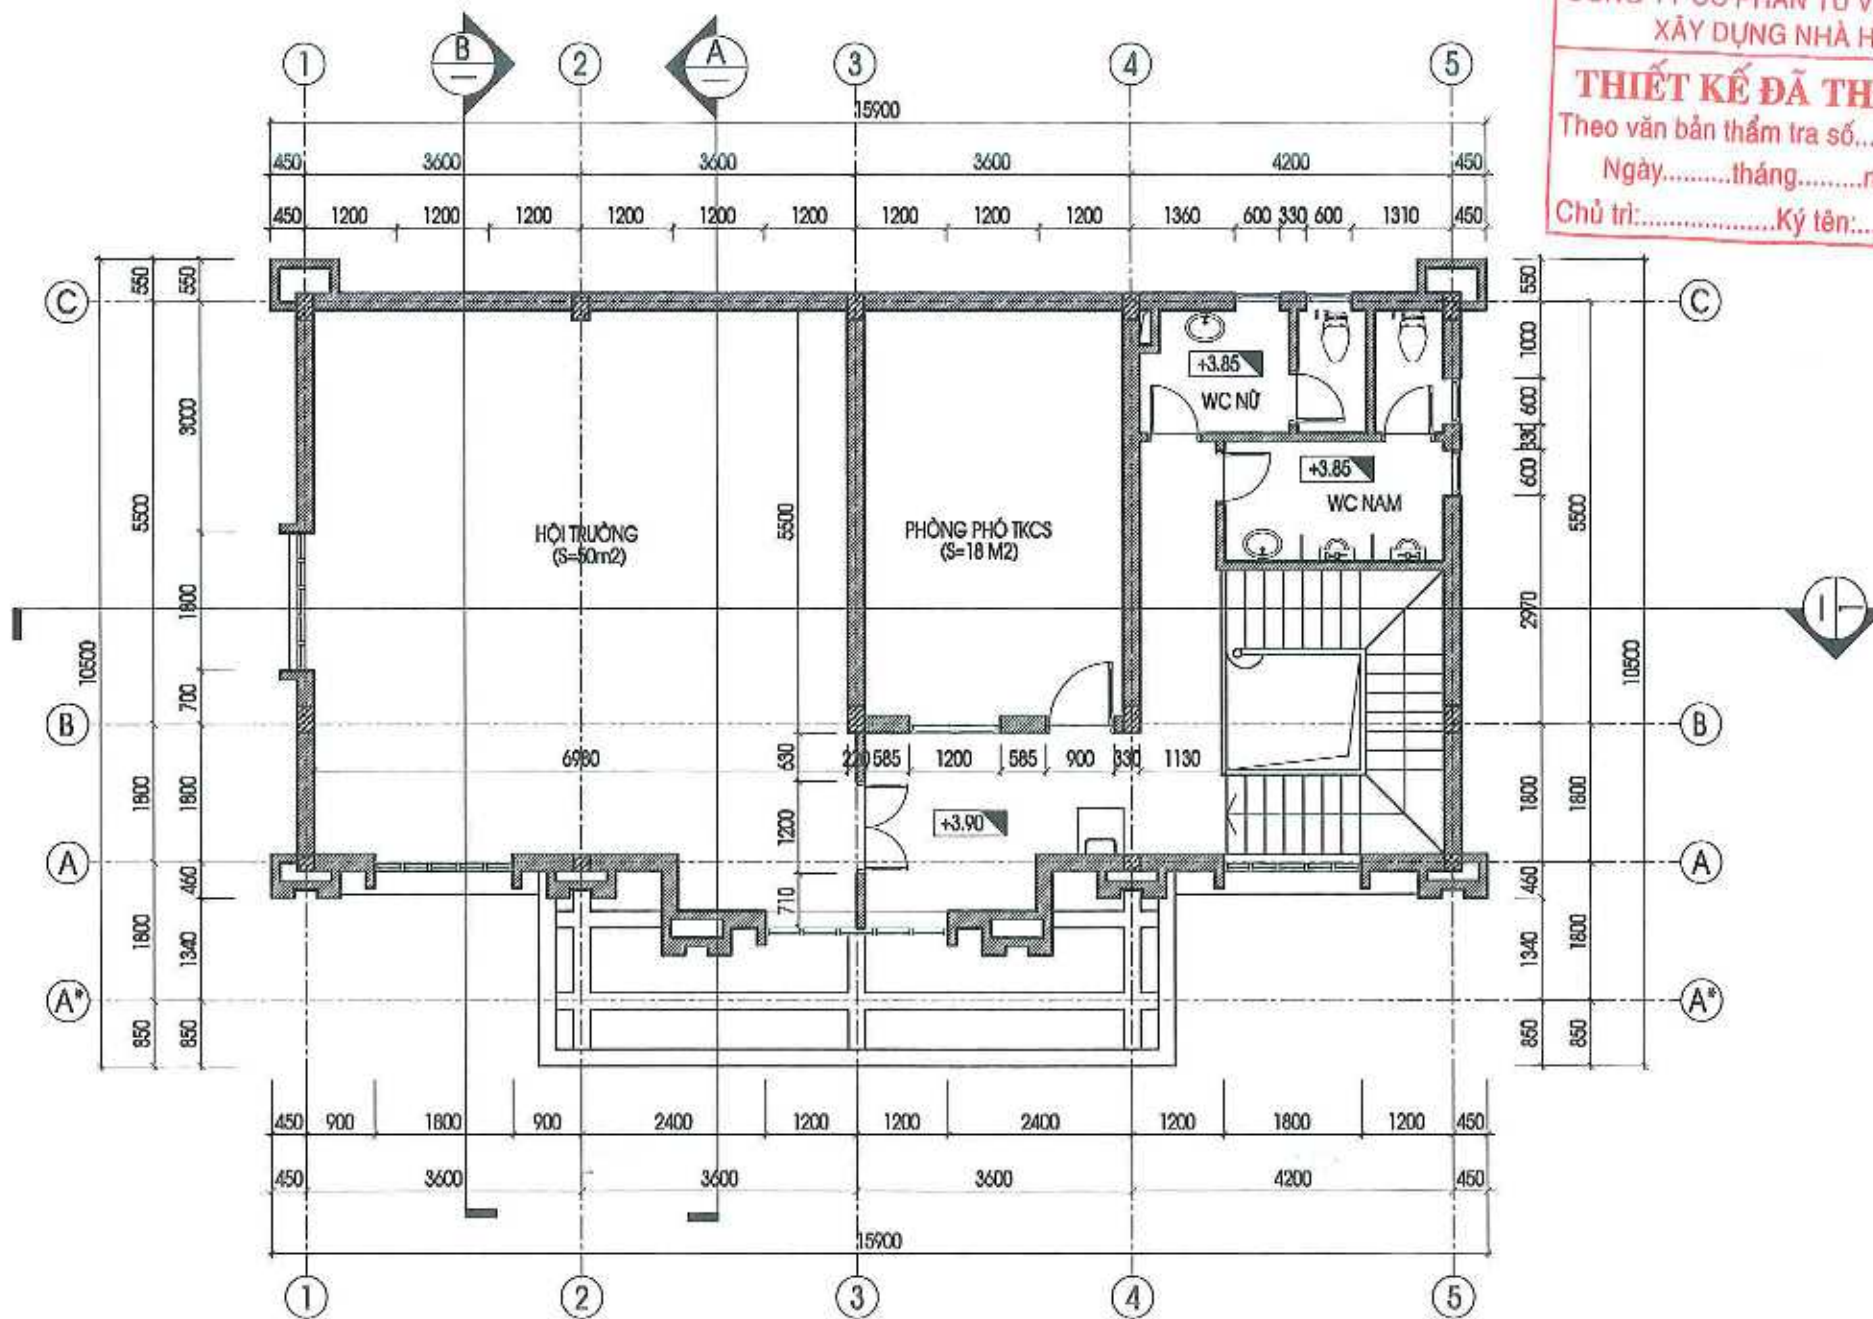 XÂY DỰNG NHÀ H
THIẾT KẾ ĐÃ TH
Theo văn bản thẩm tra số...
Ngày..........tháng.........n
Chủ trì:..................Ký tên:...
1 B 2 A 3 4 5
15900
450 3600 3600 3600 4200 450
450 1200 1200 1200 1200 1200 1200 1200 1200 1200 1360 600 330 600 1310 450
550 550 550
C C
1000
+3.85
WC NỮ
3000
600
330
+3.85
600
WC NAM
5500 5500 5500
HỘI TRƯỜNG
(S=50m2)
PHÒNG PHÓ TKCS
(S=18 M2)
1800 2970
1
10500 10500
700
B B
6980 630 220 585 1200 585 900 330 1130
1800 1800 1200 1800 1800
+3.90
A A
460 710 460
1800 1340 1340 1800
A* A*
850 850 850 850
450 900 1800 900 2400 1200 1200 2400 1200 1800 1200 450
450 3600 3600 3600 4200 450
15900
1 2 3 4 5